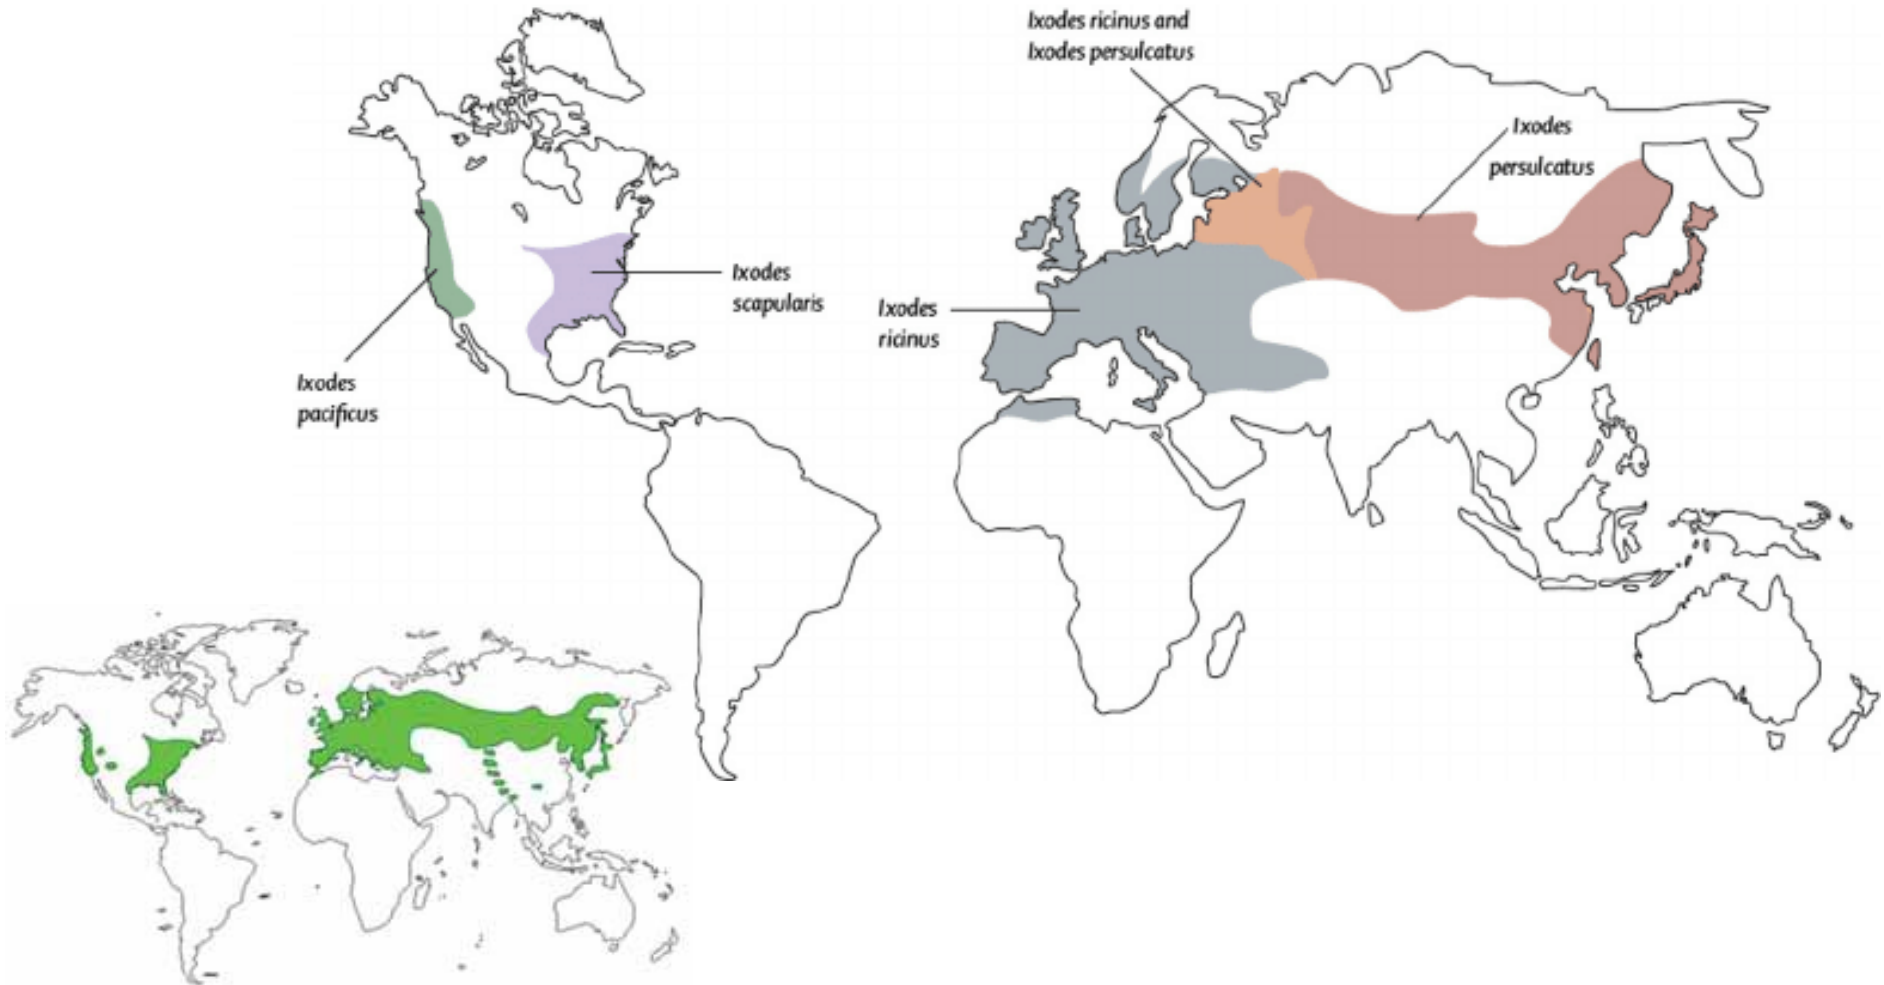 Ixodes ricinus and
Ixodes persulcatus
Ixodes
persulcatus
Ixodes
scapularis
Ixodes
ricinus
Ixodes
pacificus